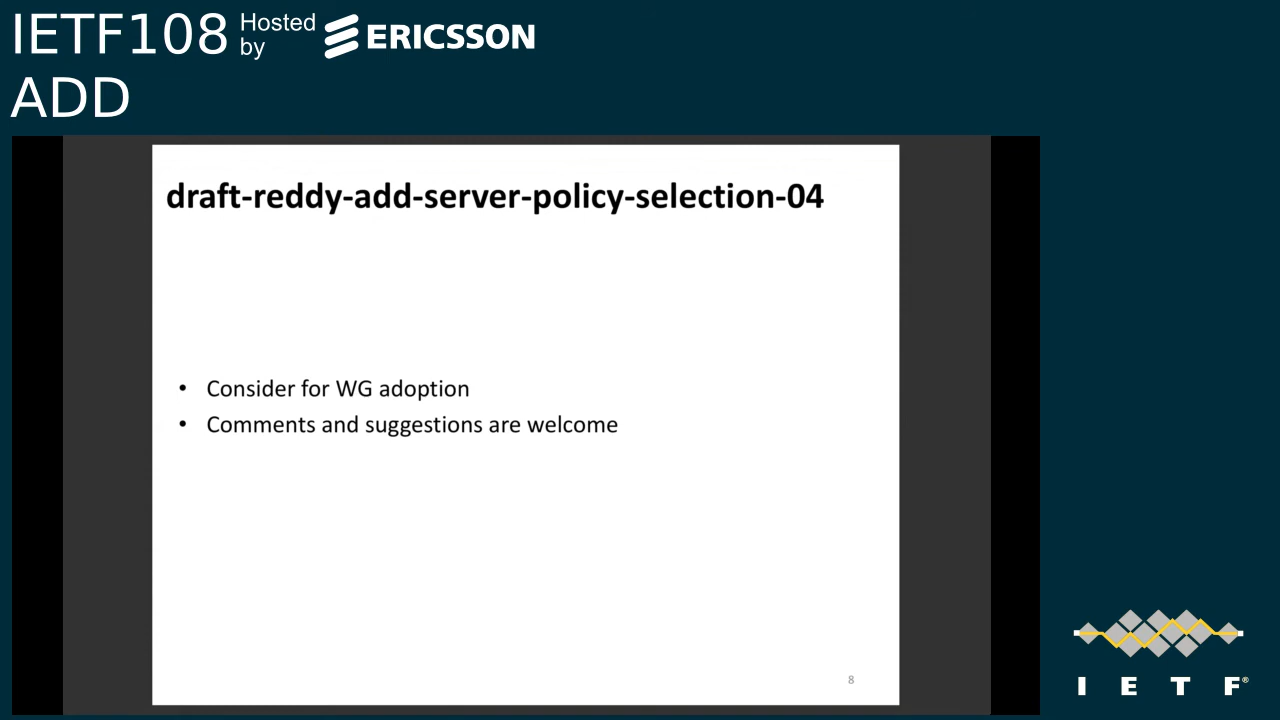 IETF108 Hosted by ERICSSON
ADD
draft-reddy-add-server-policy-selection-04
• Consider for WG adoption
• Comments and suggestions are welcome
8
I E T F®